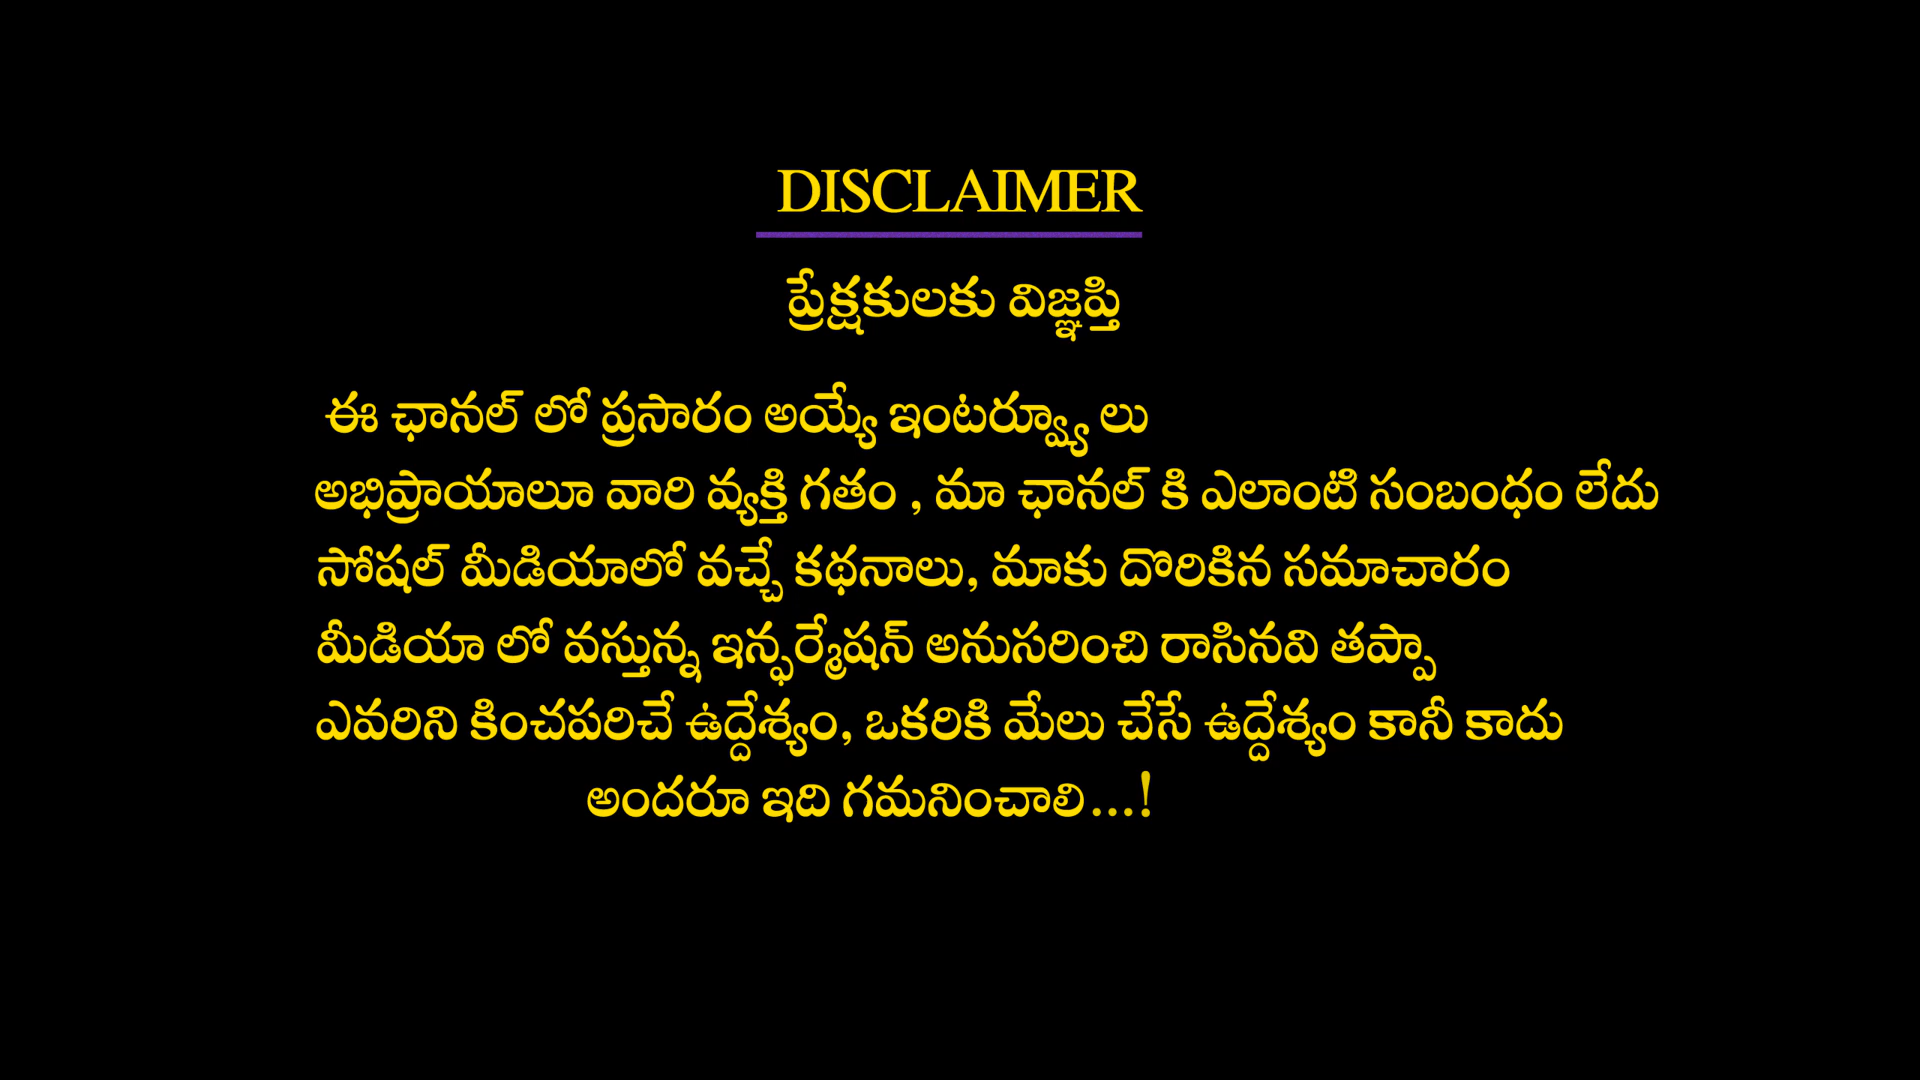 DISCLAIMER
ప్రేక్షకులకు విజ్ఞప్తి
ఈ ఛానల్ లో ప్రసారం అయ్యే ఇంటర్వ్యూ లు
అభిప్రాయాలూ వారి వ్యక్తి గతం , మా ఛానల్ కి ఎలాంటి సంబంధం లేదు
సోషల్ మీడియాలో వచ్చే కథనాలు, మాకు దొరికిన సమాచారం
మీడియా లో వస్తున్న ఇన్ఫర్మేషన్ అనుసరించి రాసినవి తప్పా
ఎవరిని కించపరిచే ఉద్దేశ్యం, ఒకరికి మేలు చేసే ఉద్దేశ్యం కానీ కాదు
అందరూ ఇది గమనించాలి...!